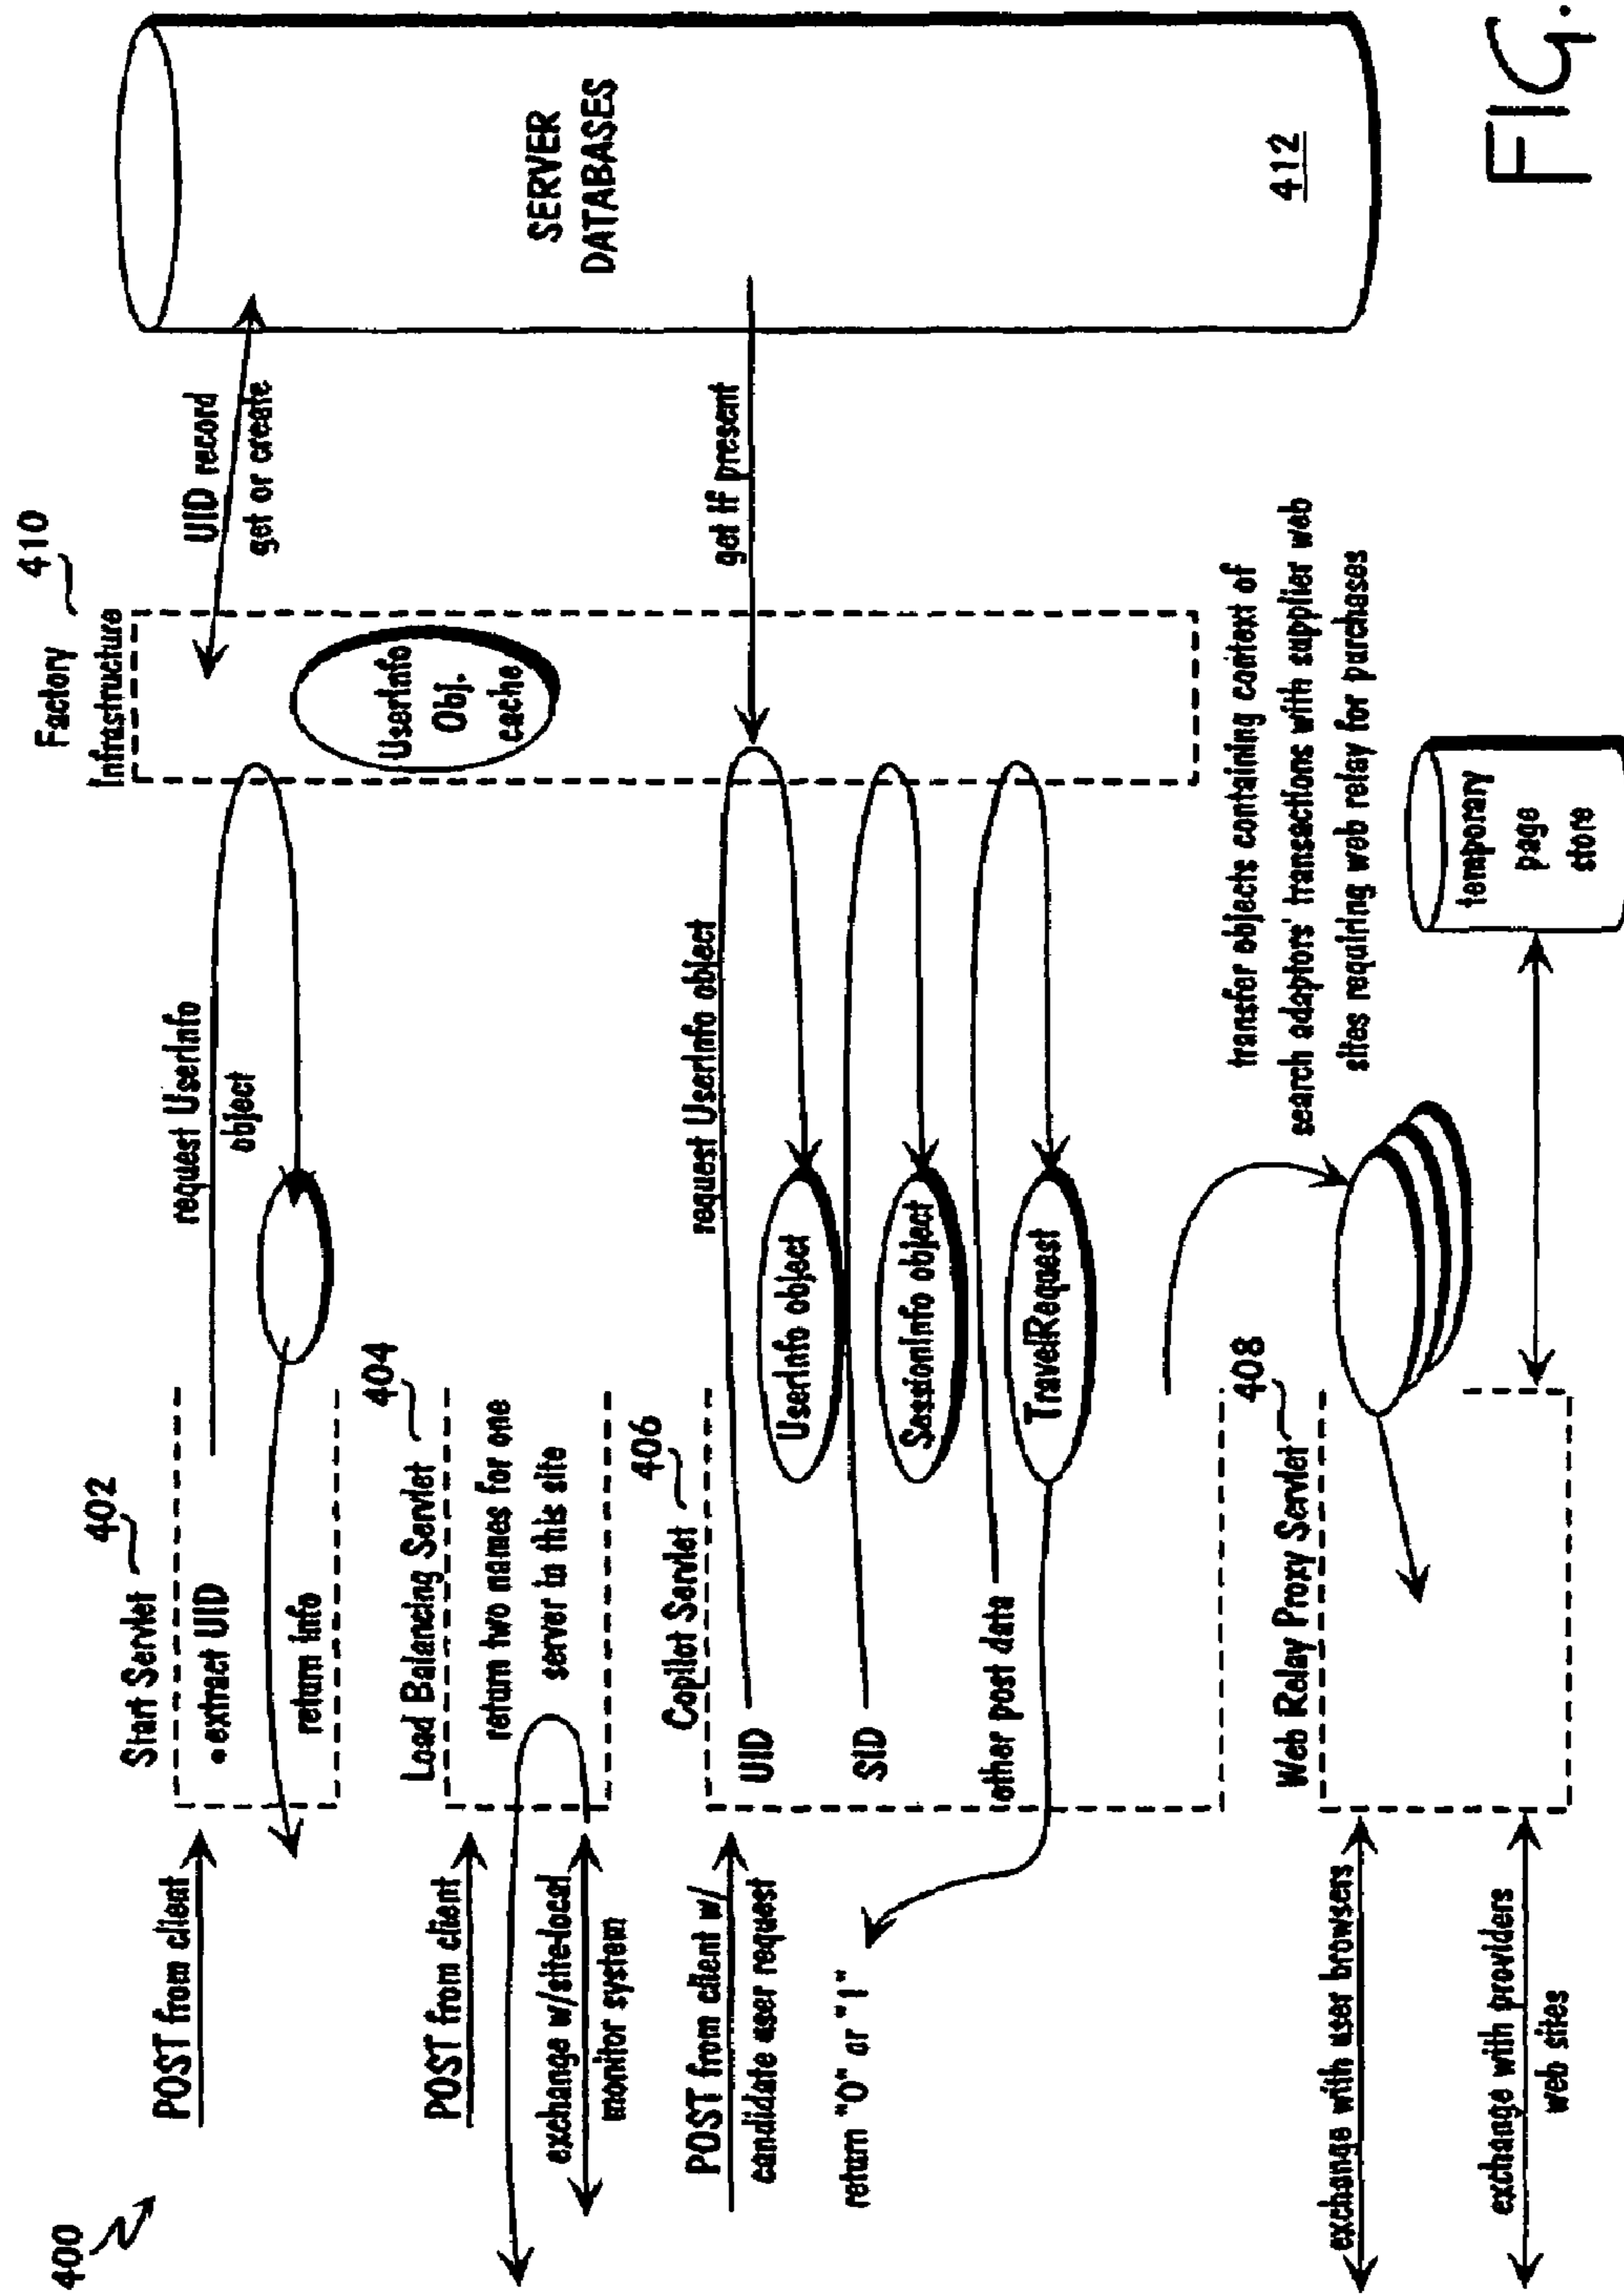 400
POST from client
Start Servlet
402
• extract UID
return info
request UserInfo
object
Factory
Infrastructure
410
UserInfo
Obj.
cache
UID record
get or create
SERVER
DATABASES
412
POST from client
exchange w/site-local
monitor system
Load Balancing Servlet
404
return two names for one
server in this site
POST from client w/
candidate user request
return "0" or "1"
Copilot Servlet
406
UID
SID
other post data
request UserInfo object
UserInfo object
SessionInfo object
TravelRequest
get if present
transfer objects containing context of
search adaptors' transactions with supplier web
sites requiring web relay for purchases
exchange with user browsers
exchange with providers
web sites
Web Relay Proxy Servlet
408
temporary
page
store
FIG.